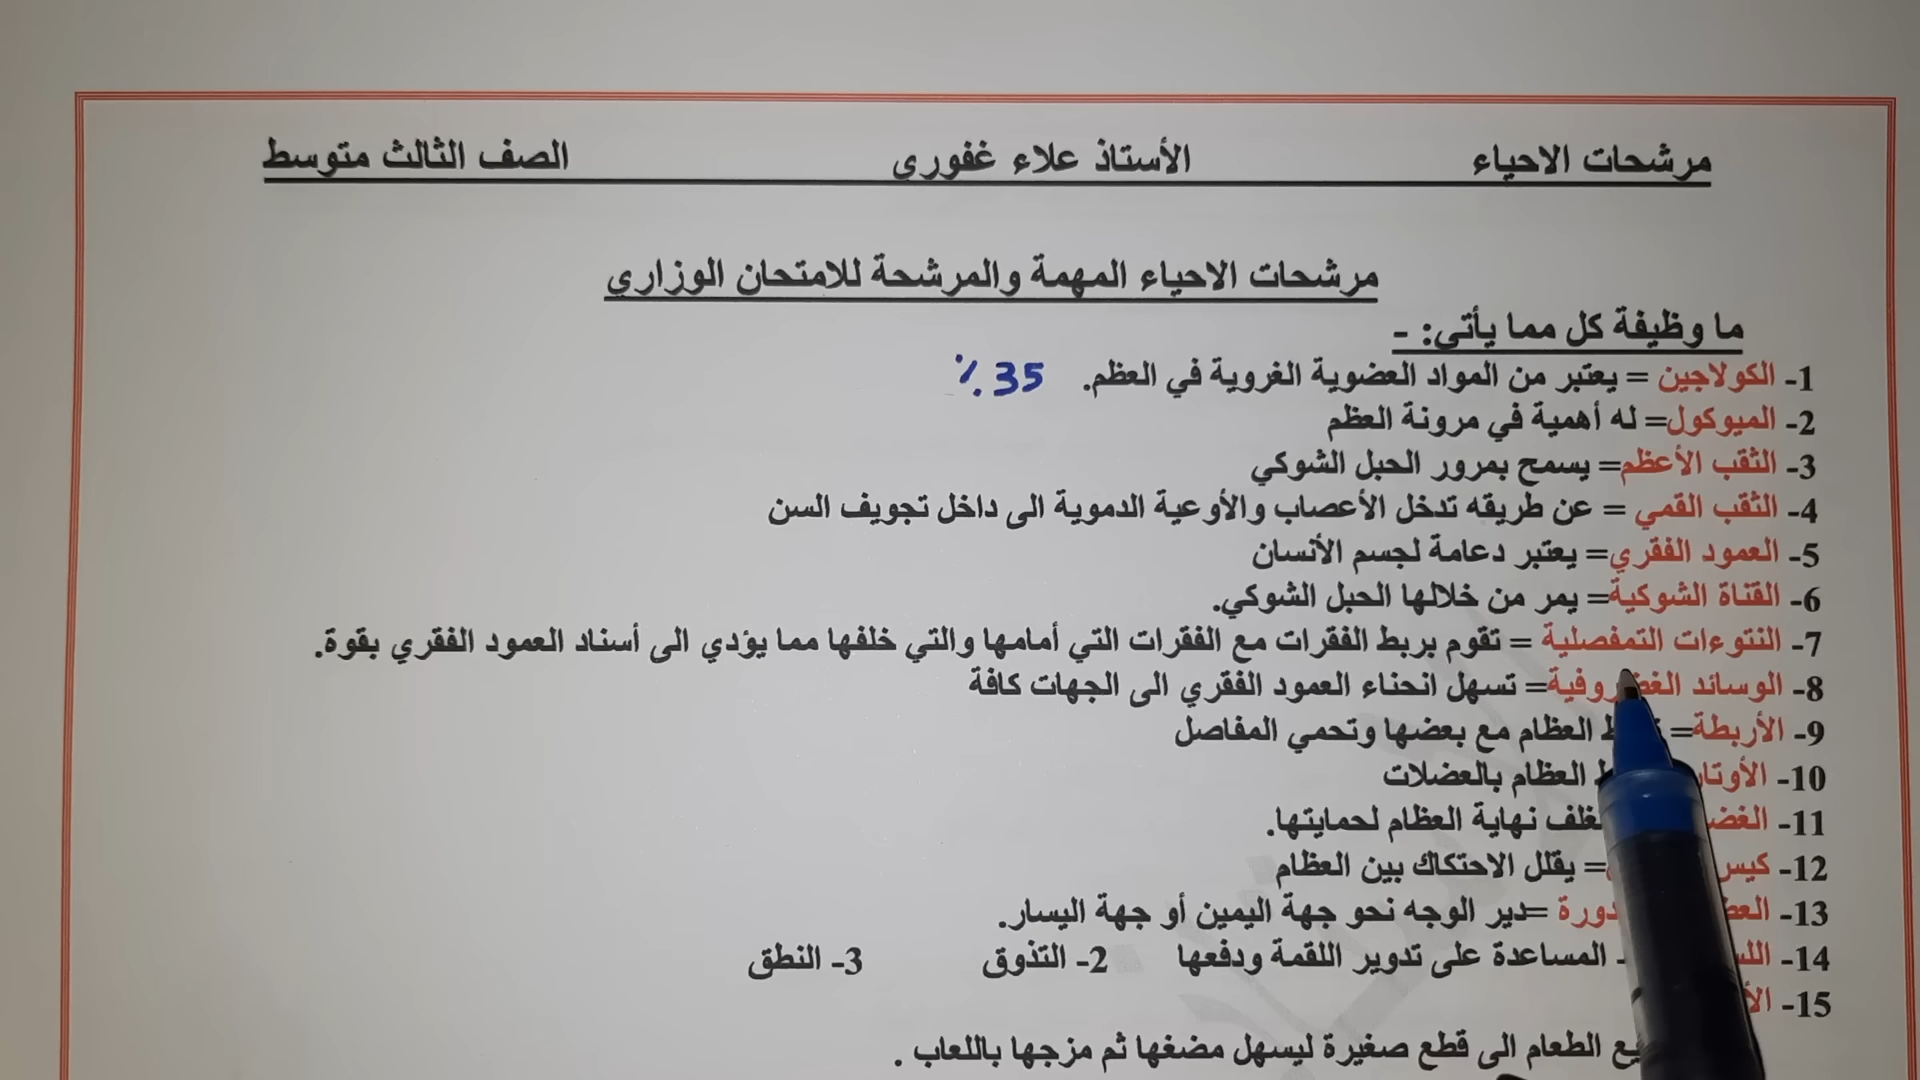 مرشحات الاحياء الأستاذ علاء غفوري الصف الثالث متوسط
مرشحات الاحياء المهمة والمرشحة للامتحان الوزاري
ما وظيفة كل مما يأتي: -
1- الكولاجين = يعتبر من المواد العضوية الغروية في العظم. 35٪
2- الميوكول= له أهمية في مرونة العظم
3- الثقب الأعظم= يسمح بمرور الحبل الشوكي
4- الثقب القمي = عن طريقه تدخل الأعصاب والأوعية الدموية الى داخل تجويف السن
5- العمود الفقري= يعتبر دعامة لجسم الأنسان
6- القناة الشوكية= يمر من خلالها الحبل الشوكي.
7- النتوءات التمفصلية = تقوم بربط الفقرات مع الفقرات التي أمامها والتي خلفها مما يؤدي الى أسناد العمود الفقري بقوة.
8- الوسائد الغضروفية= تسهل انحناء العمود الفقري الى الجهات كافة
9- الأربطة= العظام مع بعضها وتحمي المفاصل
10- العظام بالعضلات
11- نهاية العظام لحمايتها.
12- كيس = يقلل الاحتكاك بين العظام
13- =دير الوجه نحو جهة اليمين أو جهة اليسار.
14- - المساعدة على تدوير اللقمة ودفعها 2- التذوق 3- النطق
15-
الطعام الى قطع صغيرة ليسهل مضغها ثم مزجها باللعاب .